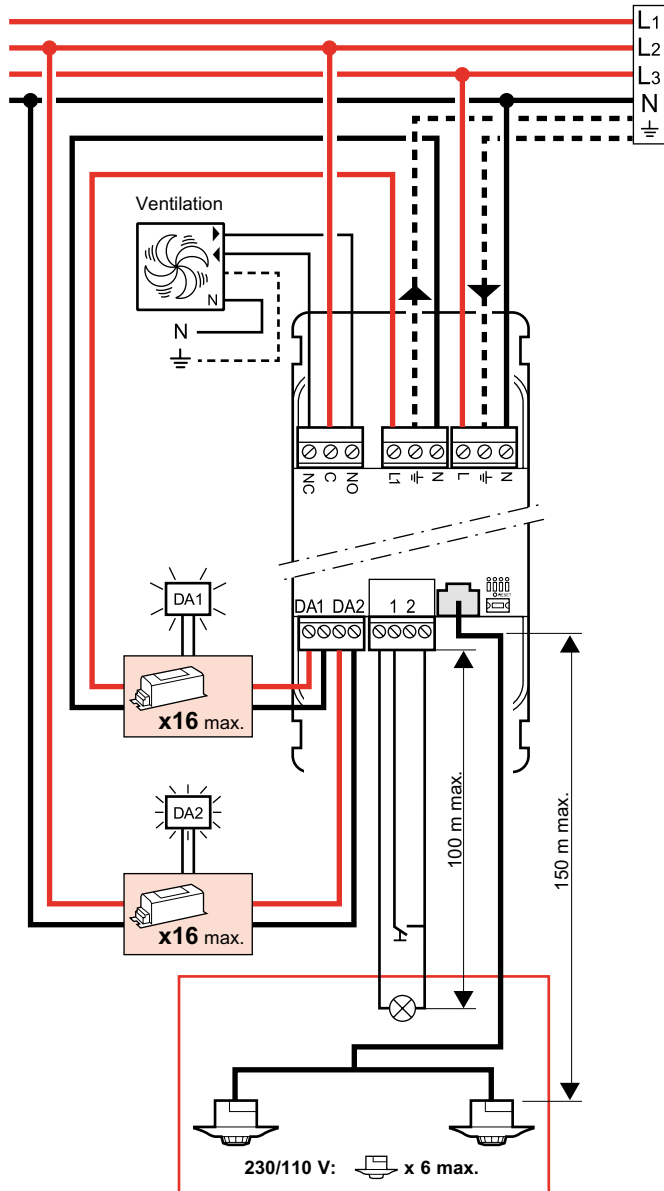 L1
L2
L3
N
Ventilation
N
N
NC
C
NO
L1
N
L
N
RESET
DA1 DA2
1 2
DA1
x16 max.
100 m max.
150 m max.
DA2
x16 max.
230/110 V: x 6 max.